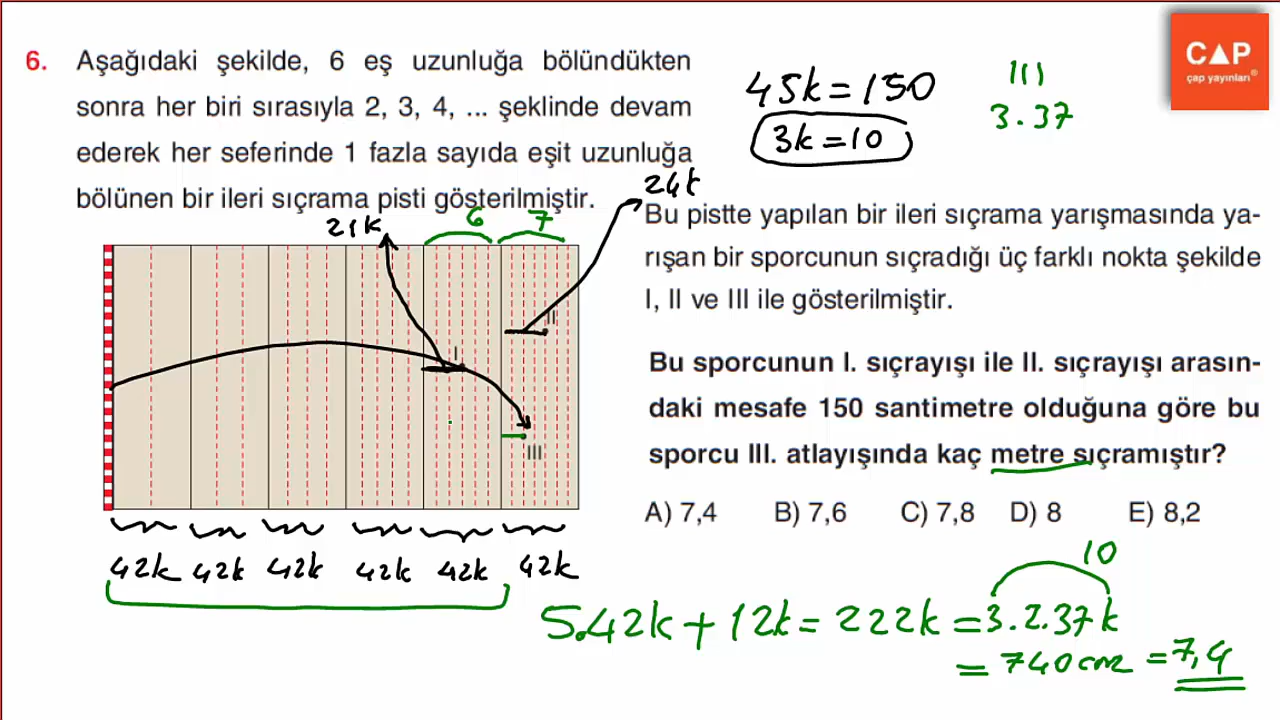 6. Aşağıdaki şekilde, 6 eş uzunluğa bölündükten
sonra her biri sırasıyla 2, 3, 4, ... şeklinde devam
ederek her seferinde 1 fazla sayıda eşit uzunluğa
bölünen bir ileri sıçrama pisti gösterilmiştir.
21k
6
7
24k
I
II
III
42k 42k 42k 42k 42k 42k
45k=150
3k=10
III
3.37
CAP
çap yayınları®
Bu pistte yapılan bir ileri sıçrama yarışmasında ya-
rışan bir sporcunun sıçradığı üç farklı nokta şekilde
I, II ve III ile gösterilmiştir.
Bu sporcunun I. sıçrayışı ile II. sıçrayışı arasın-
daki mesafe 150 santimetre olduğuna göre bu
sporcu III. atlayışında kaç metre sıçramıştır?
A) 7,4 B) 7,6 C) 7,8 D) 8 E) 8,2
10
5.42k+12k=222k=3.2.37k
=740cm=7,4